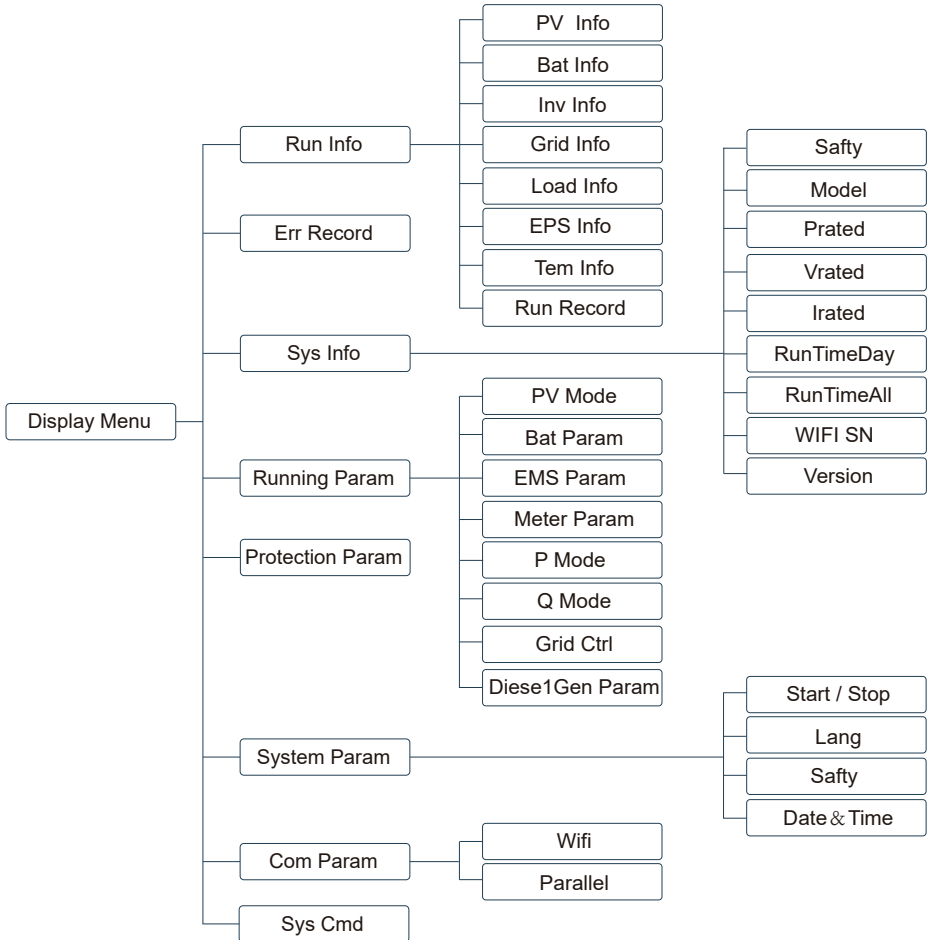 Display Menu
Run Info
PV Info
Bat Info
Inv Info
Grid Info
Load Info
EPS Info
Tem Info
Run Record
Err Record
Sys Info
Safty
Model
Prated
Vrated
Irated
RunTimeDay
RunTimeAll
WIFI SN
Version
Running Param
PV Mode
Bat Param
EMS Param
Meter Param
P Mode
Q Mode
Grid Ctrl
Diese1Gen Param
Protection Param
System Param
Start / Stop
Lang
Safty
Date&Time
Com Param
Wifi
Parallel
Sys Cmd